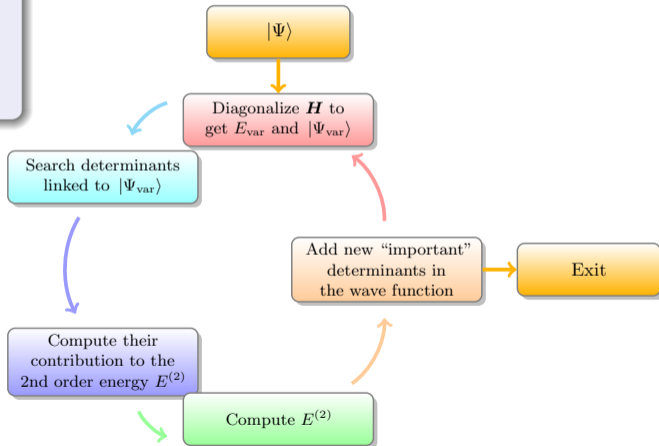 |Ψ⟩
Diagonalize H to
get E_var and |Ψ_var⟩
Search determinants
linked to |Ψ_var⟩
Add new “important”
determinants in
the wave function
Exit
Compute their
contribution to the
2nd order energy E^(2)
Compute E^(2)